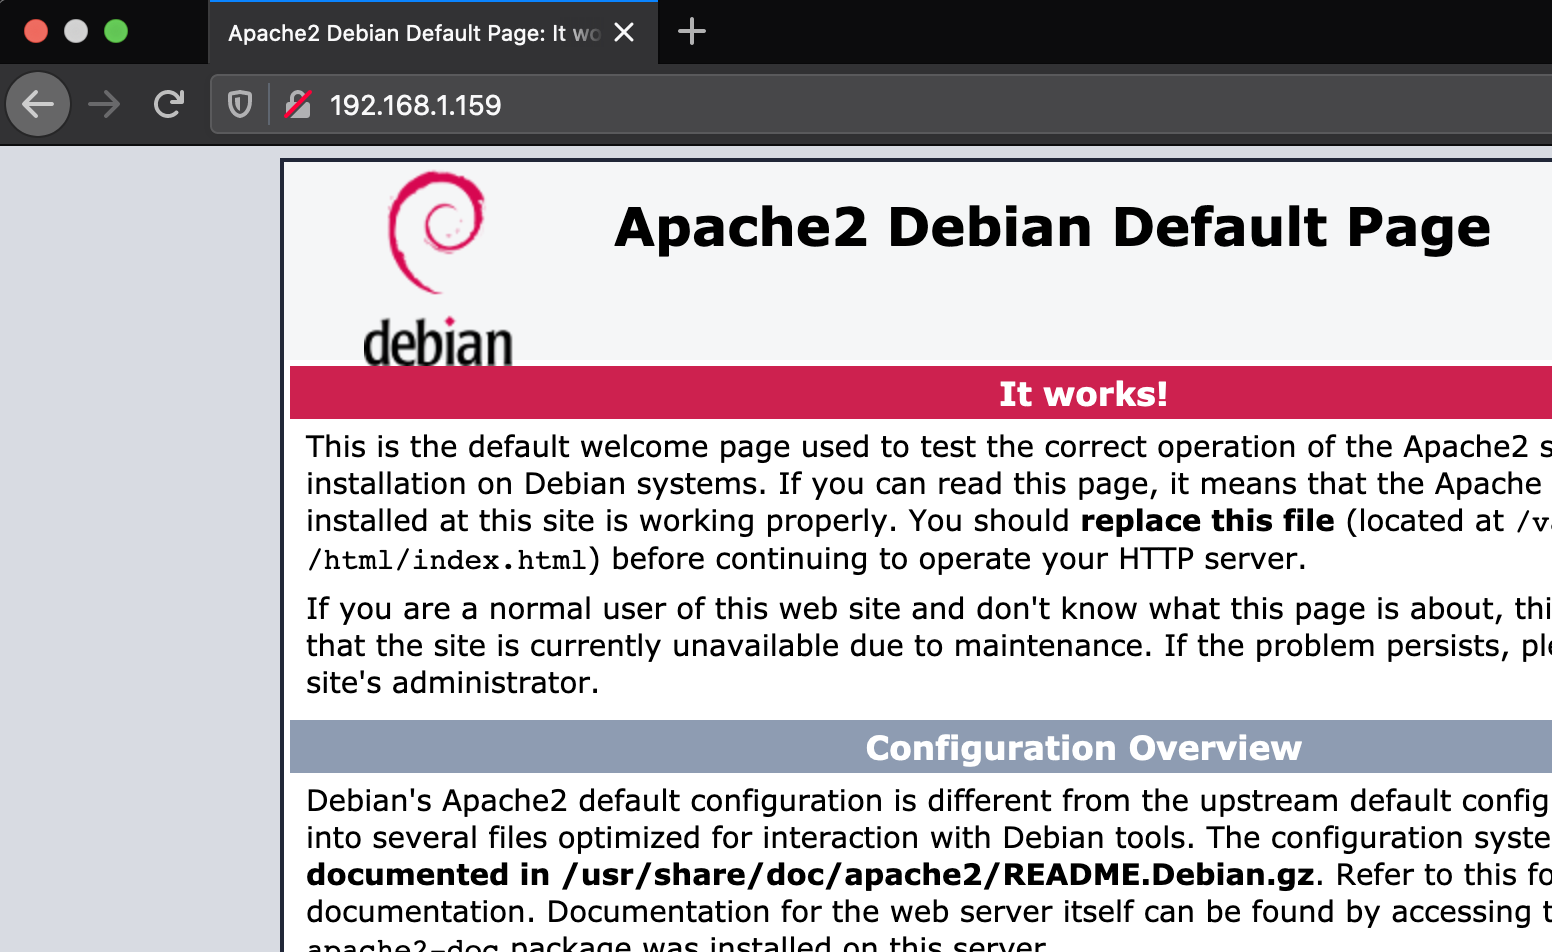 Apache2 Debian Default Page: It wo
192.168.1.159
debian
Apache2 Debian Default Page
It works!
This is the default welcome page used to test the correct operation of the Apache2 s
installation on Debian systems. If you can read this page, it means that the Apache
installed at this site is working properly. You should replace this file (located at /va
/html/index.html) before continuing to operate your HTTP server.
If you are a normal user of this web site and don't know what this page is about, thi
that the site is currently unavailable due to maintenance. If the problem persists, ple
site's administrator.
Configuration Overview
Debian's Apache2 default configuration is different from the upstream default config
into several files optimized for interaction with Debian tools. The configuration syste
documented in /usr/share/doc/apache2/README.Debian.gz. Refer to this fo
documentation. Documentation for the web server itself can be found by accessing t
apache2-doc package was installed on this server.